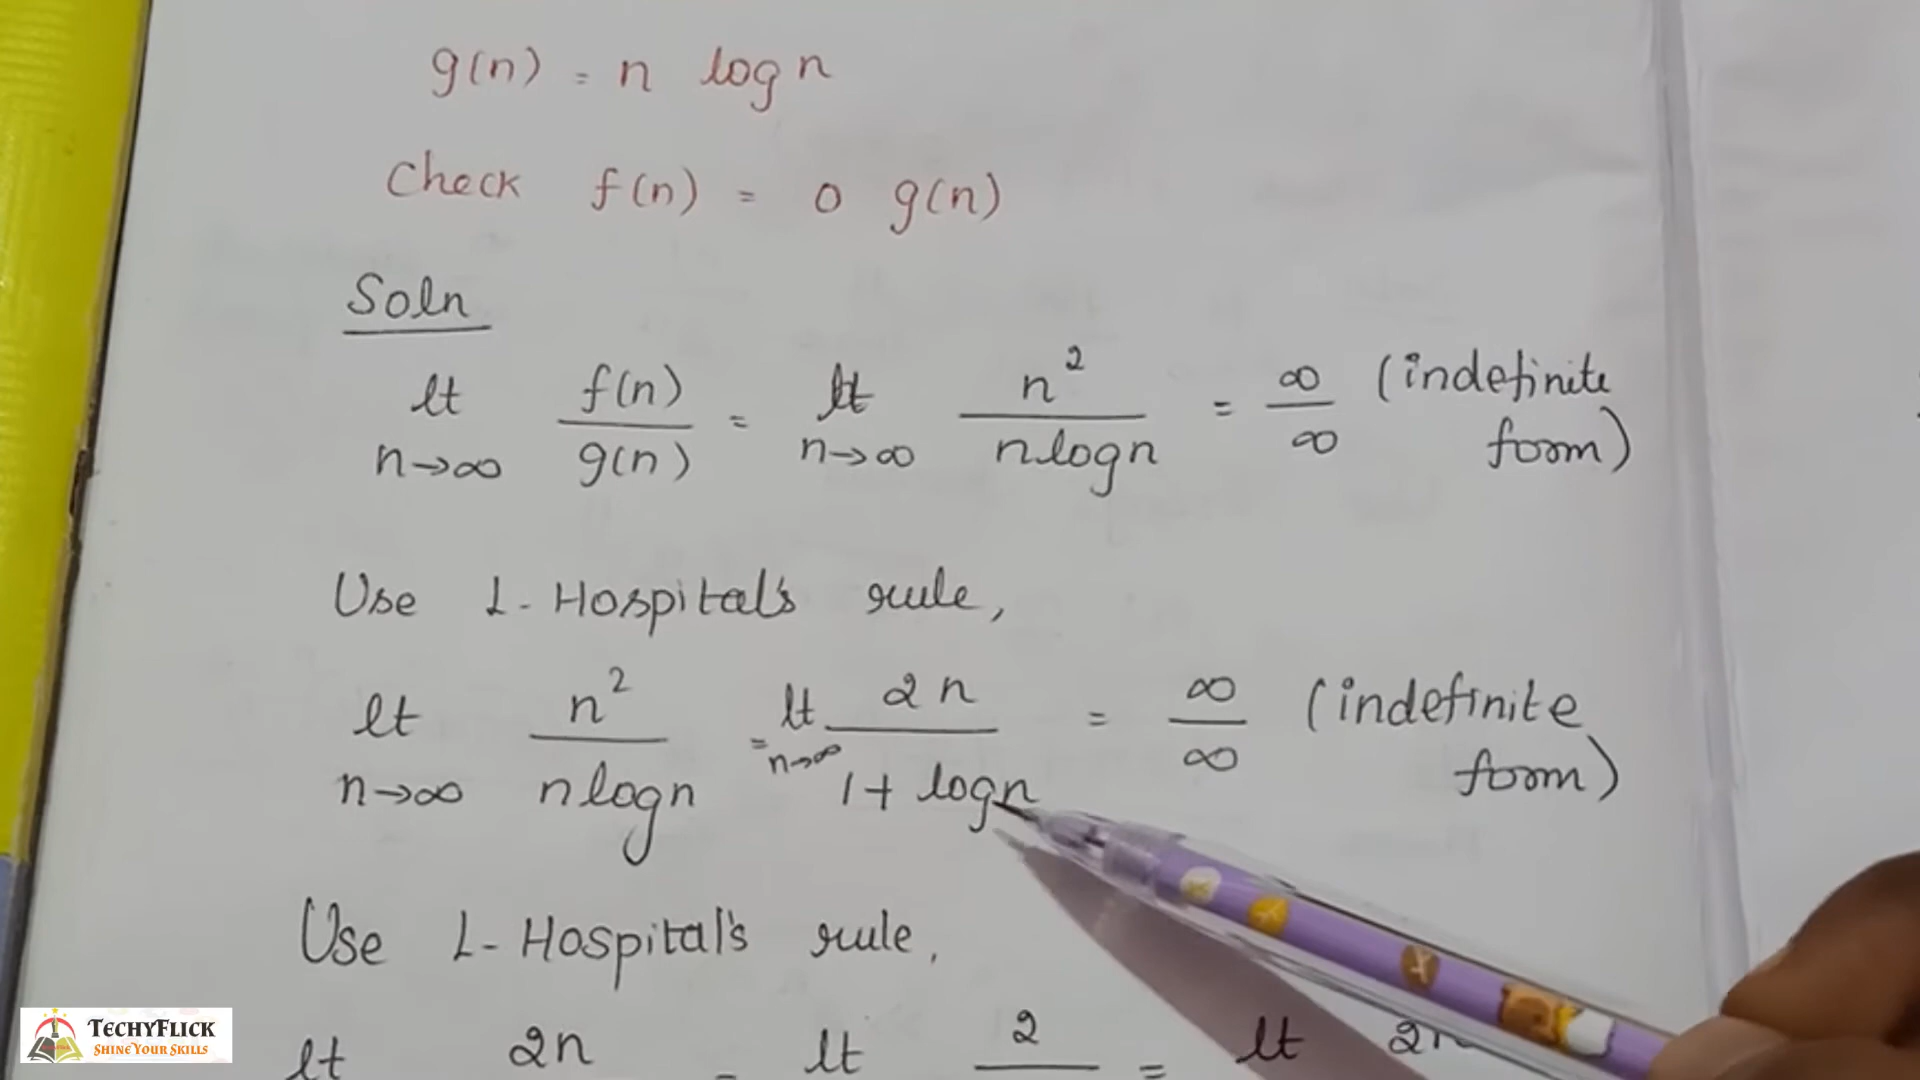 g(n) = n log n
Check f(n) = o g(n)
Soln
lt n→∞ f(n)/g(n) = lt n→∞ n²/nlogn = ∞/∞ (indefinite form)
Use L-Hospital's rule,
lt n→∞ n²/nlogn = lt n→∞ 2n/1+logn = ∞/∞ (indefinite form)
Use L-Hospital's rule,
lt 2n = lt 2 = lt 2n
TECHYFLICK
SHINE YOUR SKILLS